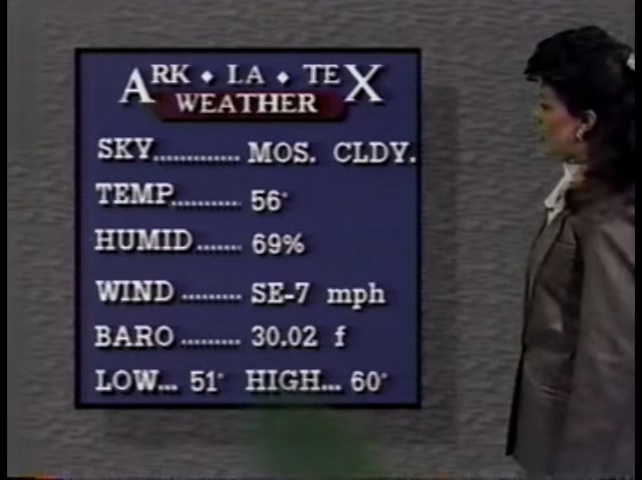 ARK ⬥ LA ⬥ TEX
WEATHER
SKY............. MOS. CLDY.
TEMP.......... 56°
HUMID....... 69%
WIND ......... SE-7 mph
BARO ......... 30.02 f
LOW... 51° HIGH... 60°